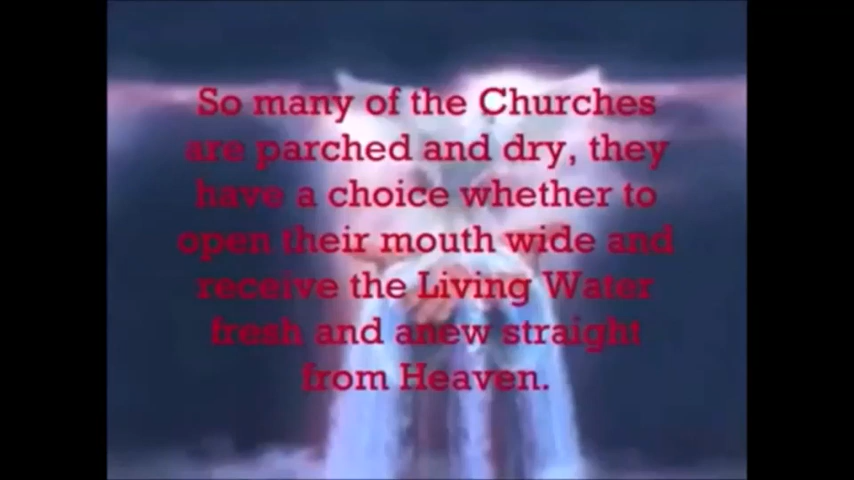 So many of the Churches
are parched and dry, they
have a choice whether to
open their mouth wide and
receive the Living Water
fresh and anew straight
from Heaven.